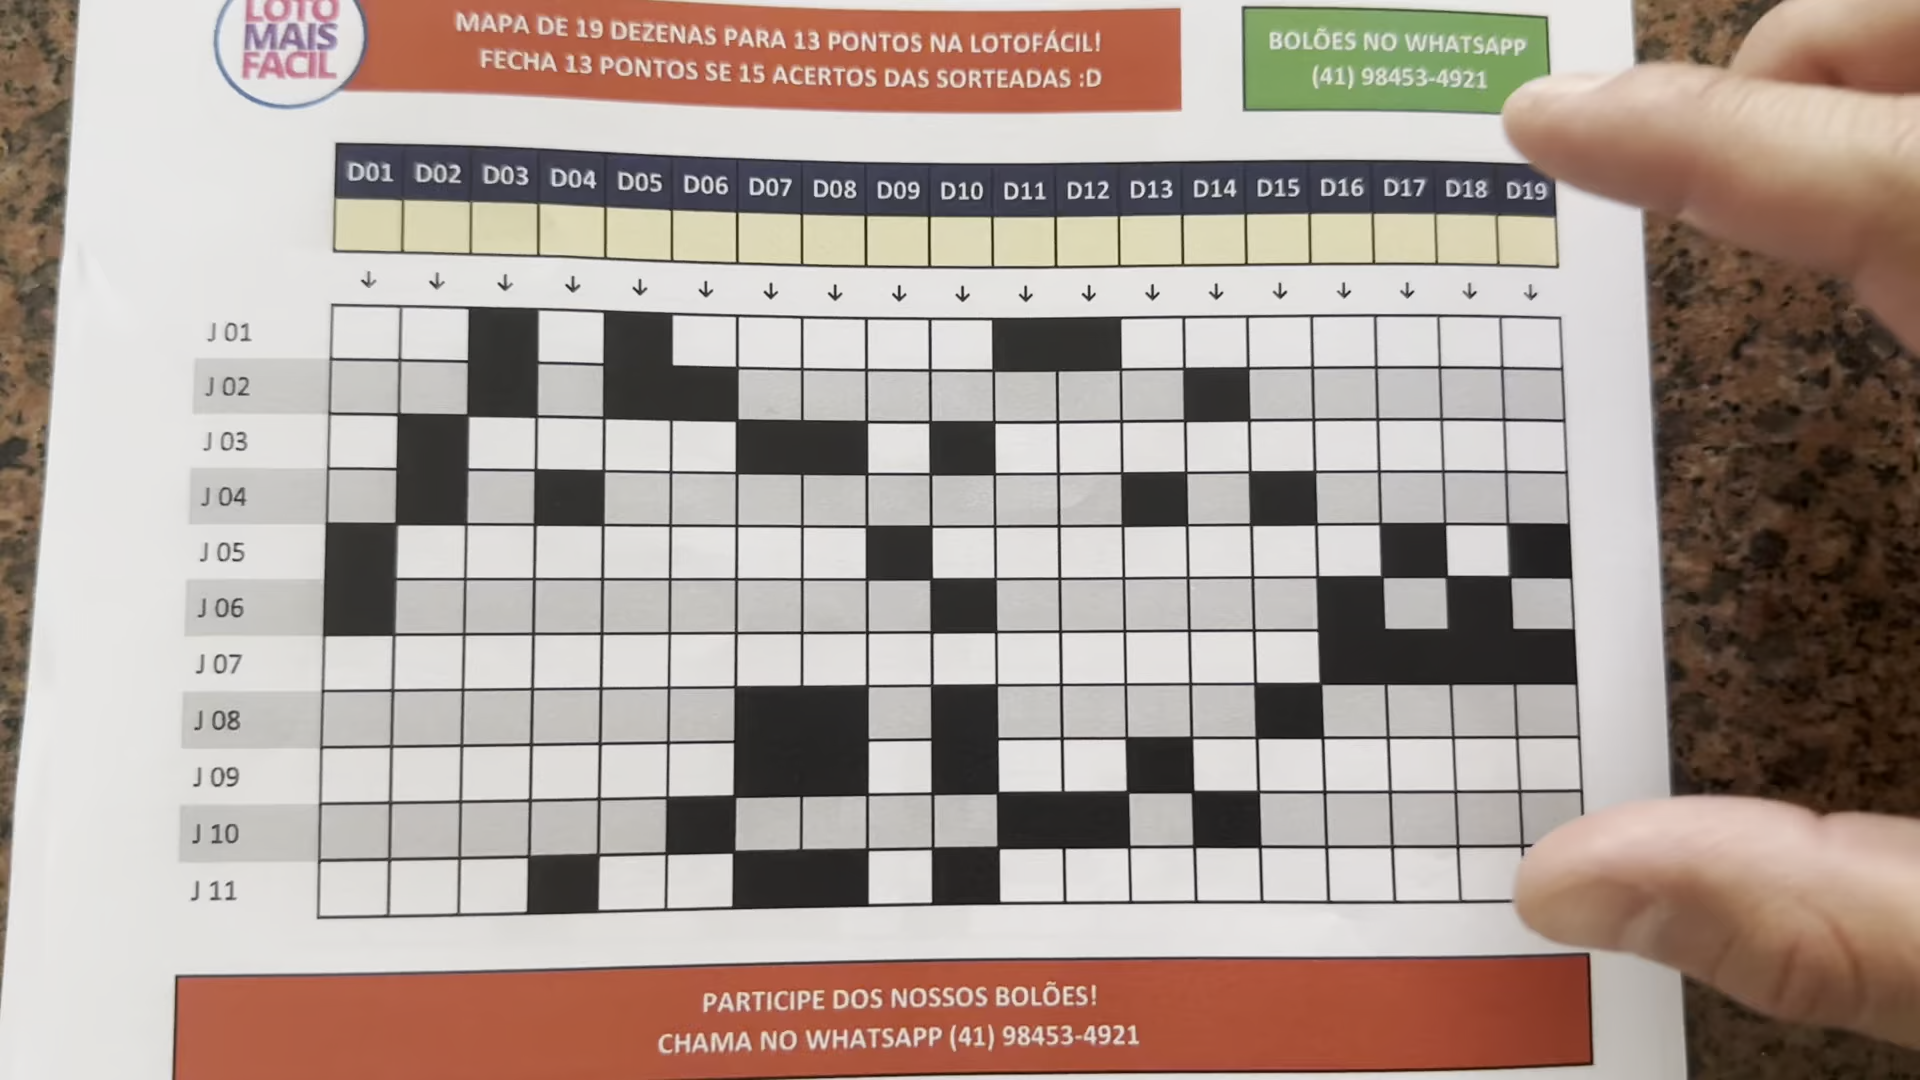 LOTO
MAIS
FACIL
MAPA DE 19 DEZENAS PARA 13 PONTOS NA LOTOFÁCIL!
FECHA 13 PONTOS SE 15 ACERTOS DAS SORTEADAS :D
BOLÕES NO WHATSAPP
(41) 98453-4921
D01 D02 D03 D04 D05 D06 D07 D08 D09 D10 D11 D12 D13 D14 D15 D16 D17 D18 D19
↓ ↓ ↓ ↓ ↓ ↓ ↓ ↓ ↓ ↓ ↓ ↓ ↓ ↓ ↓ ↓ ↓ ↓ ↓
J 01
J 02
J 03
J 04
J 05
J 06
J 07
J 08
J 09
J 10
J 11
PARTICIPE DOS NOSSOS BOLÕES!
CHAMA NO WHATSAPP (41) 98453-4921